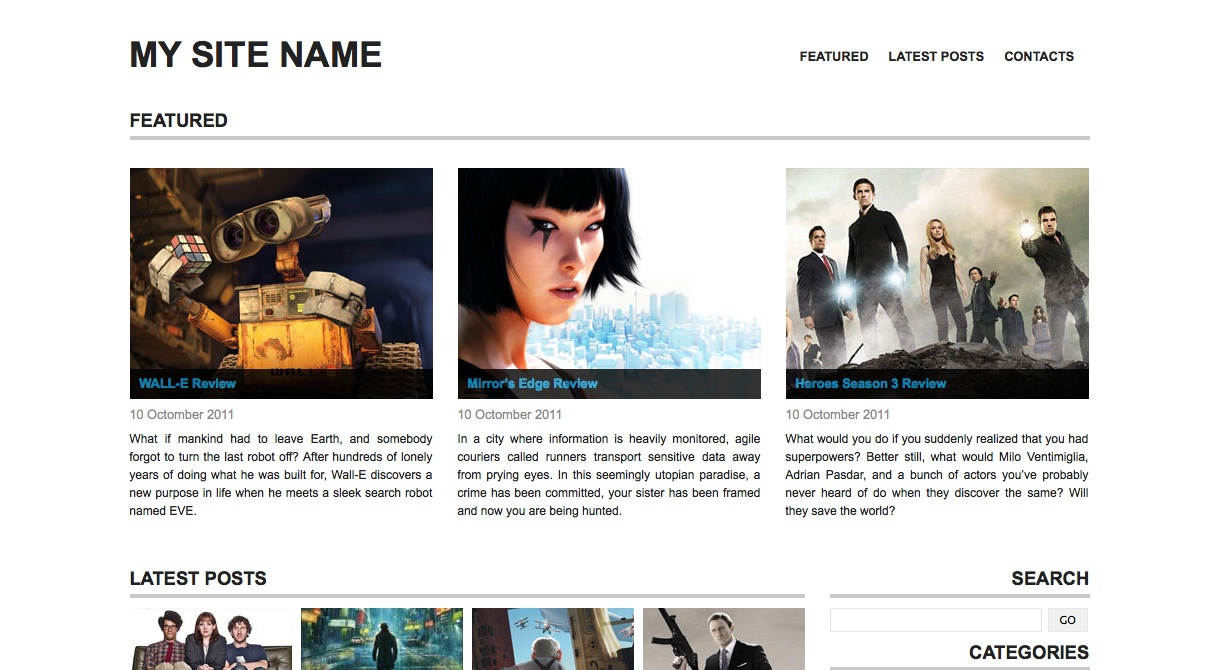 MY SITE NAME
FEATURED LATEST POSTS CONTACTS
FEATURED
WALL-E Review
10 Octomber 2011
What if mankind had to leave Earth, and somebody
forgot to turn the last robot off? After hundreds of lonely
years of doing what he was built for, Wall-E discovers a
new purpose in life when he meets a sleek search robot
named EVE.
Mirror's Edge Review
10 Octomber 2011
In a city where information is heavily monitored, agile
couriers called runners transport sensitive data away
from prying eyes. In this seemingly utopian paradise, a
crime has been committed, your sister has been framed
and now you are being hunted.
Heroes Season 3 Review
10 Octomber 2011
What would you do if you suddenly realized that you had
superpowers? Better still, what would Milo Ventimiglia,
Adrian Pasdar, and a bunch of actors you've probably
never heard of do when they discover the same? Will
they save the world?
LATEST POSTS
SEARCH
GO
CATEGORIES